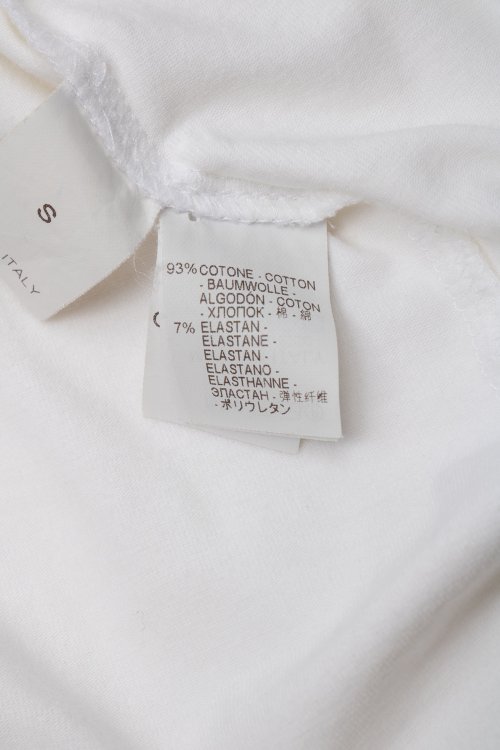 S
ITALY
93% COTONE - COTTON
- BAUMWOLLE -
ALGODÓN - COTON
- ХЛОПОК - 棉 - 綿
7% ELASTAN -
ELASTANE -
ELASTAN -
ELASTANO -
ELASTHANNE -
ЭЛАСТАН - 弹性纤维
- ポリウレタン